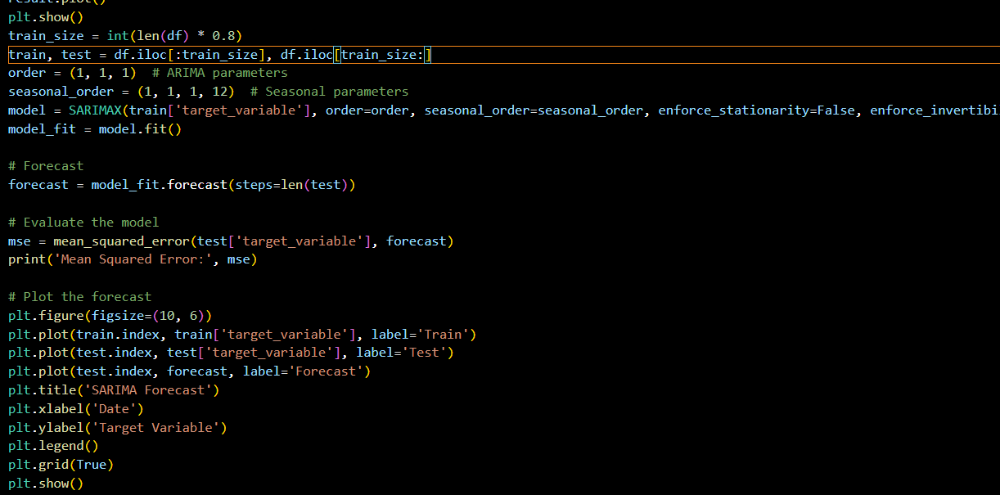 result.plot()
plt.show()
train_size = int(len(df) * 0.8)
train, test = df.iloc[:train_size], df.iloc[train_size:]
order = (1, 1, 1)  # ARIMA parameters
seasonal_order = (1, 1, 1, 12)  # Seasonal parameters
model = SARIMAX(train['target_variable'], order=order, seasonal_order=seasonal_order, enforce_stationarity=False, enforce_invertibi
model_fit = model.fit()

# Forecast
forecast = model_fit.forecast(steps=len(test))

# Evaluate the model
mse = mean_squared_error(test['target_variable'], forecast)
print('Mean Squared Error:', mse)

# Plot the forecast
plt.figure(figsize=(10, 6))
plt.plot(train.index, train['target_variable'], label='Train')
plt.plot(test.index, test['target_variable'], label='Test')
plt.plot(test.index, forecast, label='Forecast')
plt.title('SARIMA Forecast')
plt.xlabel('Date')
plt.ylabel('Target Variable')
plt.legend()
plt.grid(True)
plt.show()